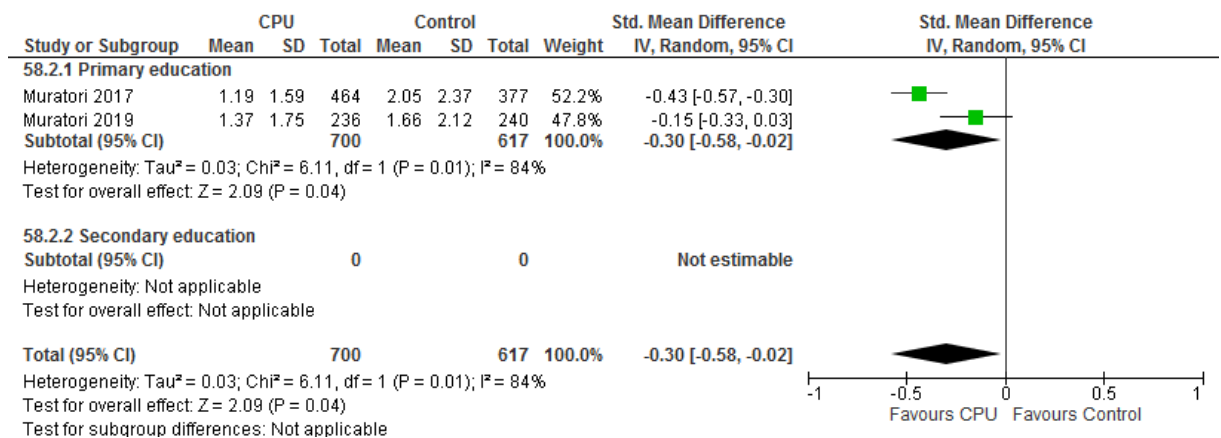 CPU Control Std. Mean Difference Std. Mean Difference
Study or Subgroup Mean SD Total Mean SD Total Weight IV, Random, 95% CI IV, Random, 95% CI
58.2.1 Primary education
Muratori 2017 1.19 1.59 464 2.05 2.37 377 52.2% -0.43 [-0.57, -0.30]
Muratori 2019 1.37 1.75 236 1.66 2.12 240 47.8% -0.15 [-0.33, 0.03]
Subtotal (95% CI) 700 617 100.0% -0.30 [-0.58, -0.02]
Heterogeneity: Tau² = 0.03; Chi² = 6.11, df = 1 (P = 0.01); I² = 84%
Test for overall effect: Z = 2.09 (P = 0.04)
58.2.2 Secondary education
Subtotal (95% CI) 0 0 Not estimable
Heterogeneity: Not applicable
Test for overall effect: Not applicable
Total (95% CI) 700 617 100.0% -0.30 [-0.58, -0.02]
Heterogeneity: Tau² = 0.03; Chi² = 6.11, df = 1 (P = 0.01); I² = 84%
Test for overall effect: Z = 2.09 (P = 0.04)
Test for subgroup differences: Not applicable
-1 -0.5 0 0.5 1
Favours CPU Favours Control